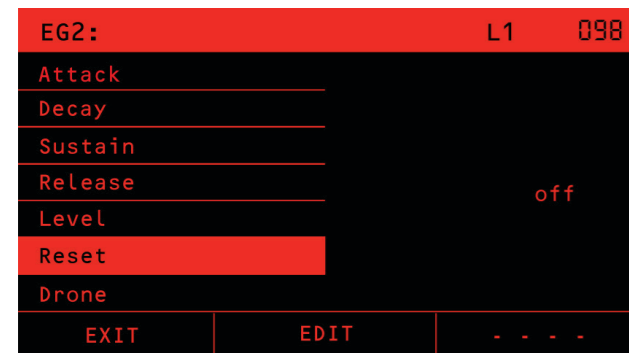 EG2: L1 098
Attack
Decay
Sustain
Release
off
Level
Reset
Drone
EXIT EDIT - - - -